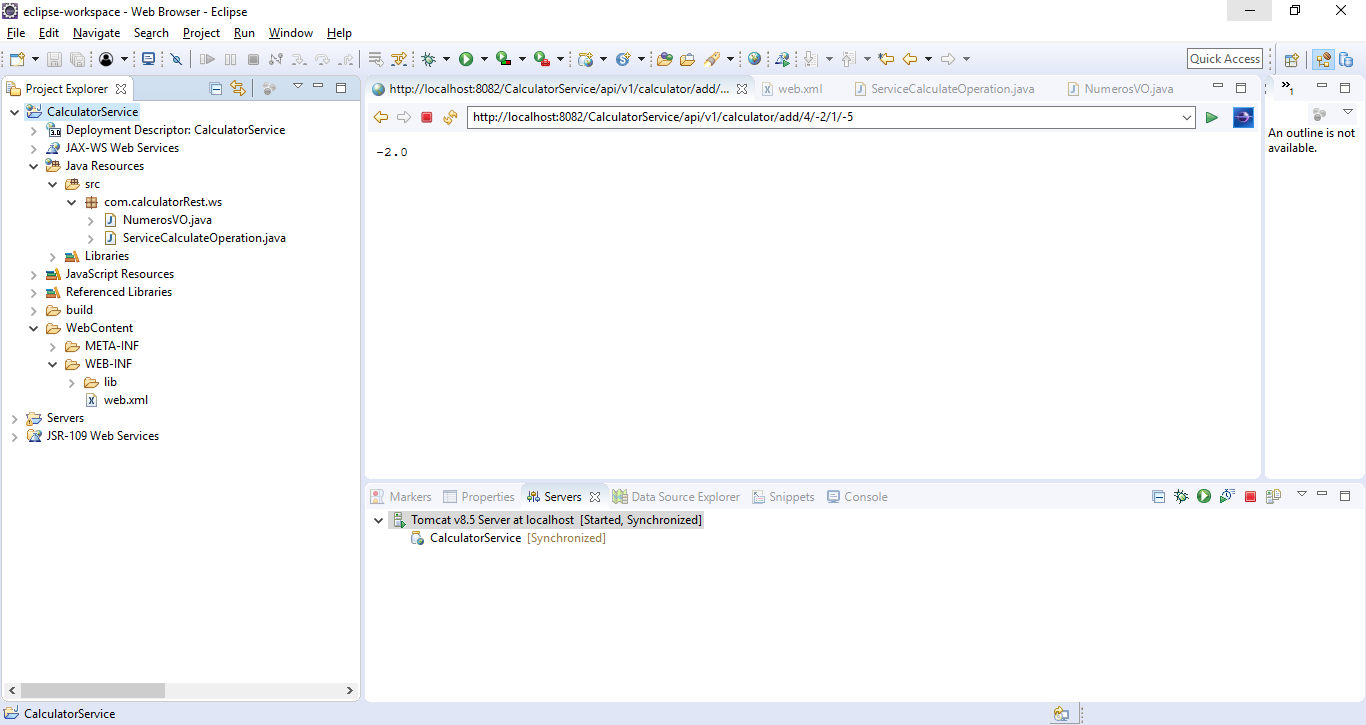 eclipse-workspace - Web Browser - Eclipse
File Edit Navigate Search Project Run Window Help
Quick Access
Project Explorer
CalculatorService
Deployment Descriptor: CalculatorService
JAX-WS Web Services
Java Resources
src
com.calculatorRest.ws
NumerosVO.java
ServiceCalculateOperation.java
Libraries
JavaScript Resources
Referenced Libraries
build
WebContent
META-INF
WEB-INF
lib
web.xml
Servers
JSR-109 Web Services
http://localhost:8082/CalculatorService/api/v1/calculator/add/... web.xml ServiceCalculateOperation.java NumerosVO.java
http://localhost:8082/CalculatorService/api/v1/calculator/add/4/-2/1/-5
-2.0
»1
An outline is not
available.
Markers Properties Servers Data Source Explorer Snippets Console
Tomcat v8.5 Server at localhost [Started, Synchronized]
CalculatorService [Synchronized]
CalculatorService